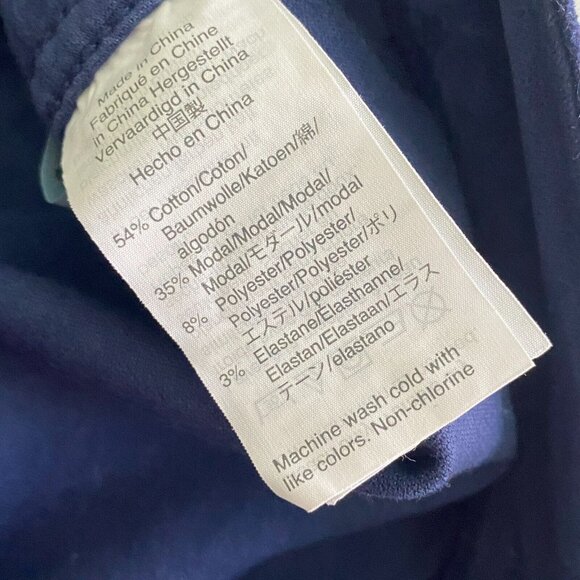 Made in China
Fabriqué en Chine
in China Hergestellt
Vervaardigd in China
中国製
Hecho en China
54% Cotton/Coton/
Baumwolle/Katoen/綿/
algodón
35% Modal/Modal/Modal/
Modal/モダール/modal
8% Polyester/Polyester/
Polyester/Polyester/ポリ
エステル/poliéster
3% Elastane/Elasthanne/
Elastan/Elastaan/エラス
テーン/elastano
Machine wash cold with
like colors. Non-chlorine